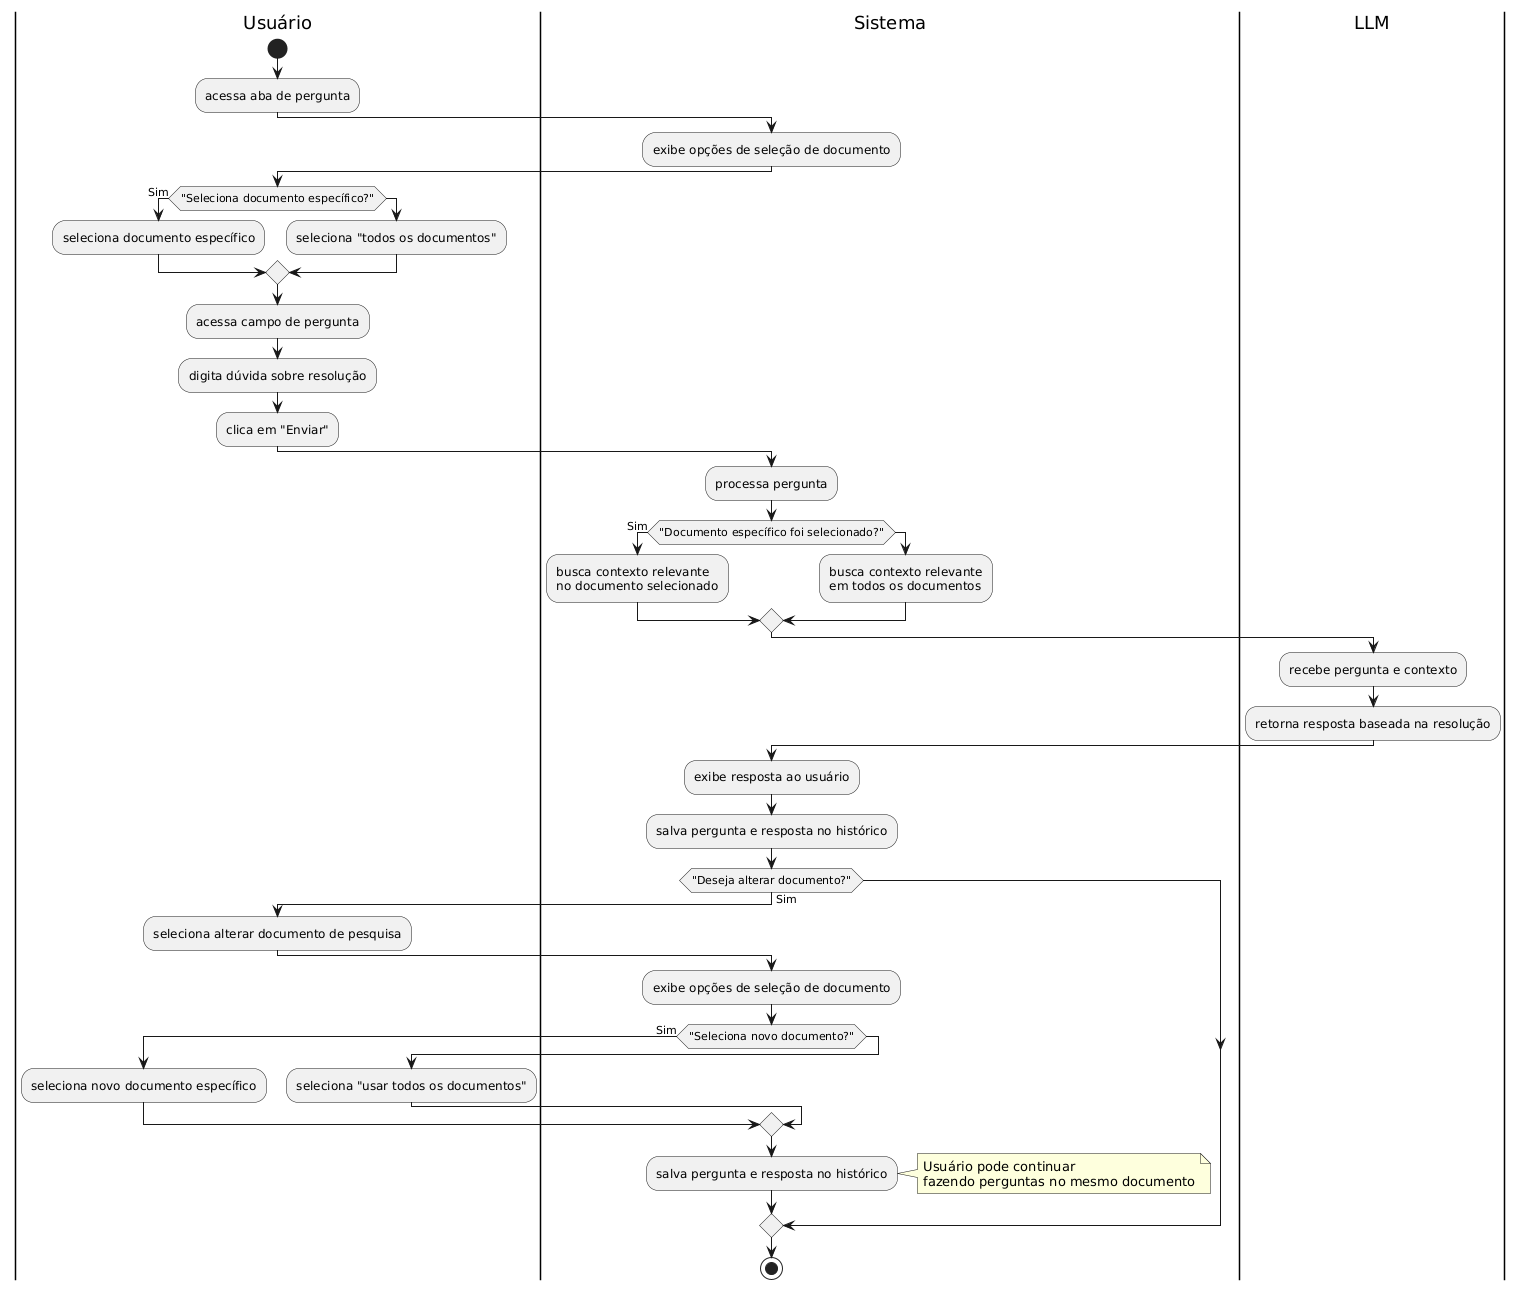 Usuário
Sistema
LLM
acessa aba de pergunta
exibe opções de seleção de documento
"Seleciona documento específico?"
Sim
seleciona documento específico
seleciona "todos os documentos"
acessa campo de pergunta
digita dúvida sobre resolução
clica em "Enviar"
processa pergunta
"Documento específico foi selecionado?"
Sim
busca contexto relevante
no documento selecionado
busca contexto relevante
em todos os documentos
recebe pergunta e contexto
retorna resposta baseada na resolução
exibe resposta ao usuário
salva pergunta e resposta no histórico
"Deseja alterar documento?"
Sim
seleciona alterar documento de pesquisa
exibe opções de seleção de documento
Sim
"Seleciona novo documento?"
seleciona novo documento específico
seleciona "usar todos os documentos"
salva pergunta e resposta no histórico
Usuário pode continuar
fazendo perguntas no mesmo documento